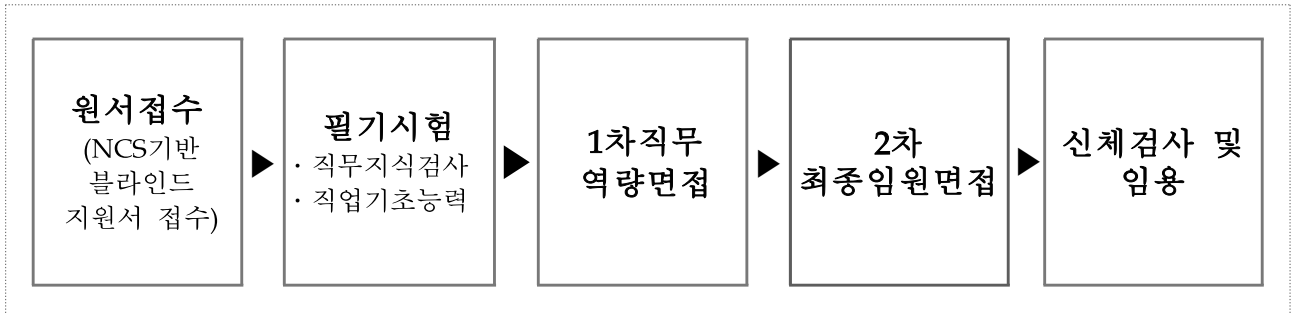 원서접수
(NCS기반
블라인드
지원서 접수)
▶
필기시험
· 직무지식검사
· 직업기초능력
▶
1차직무
역량면접
▶
2차
최종임원면접
▶
신체검사 및
임용